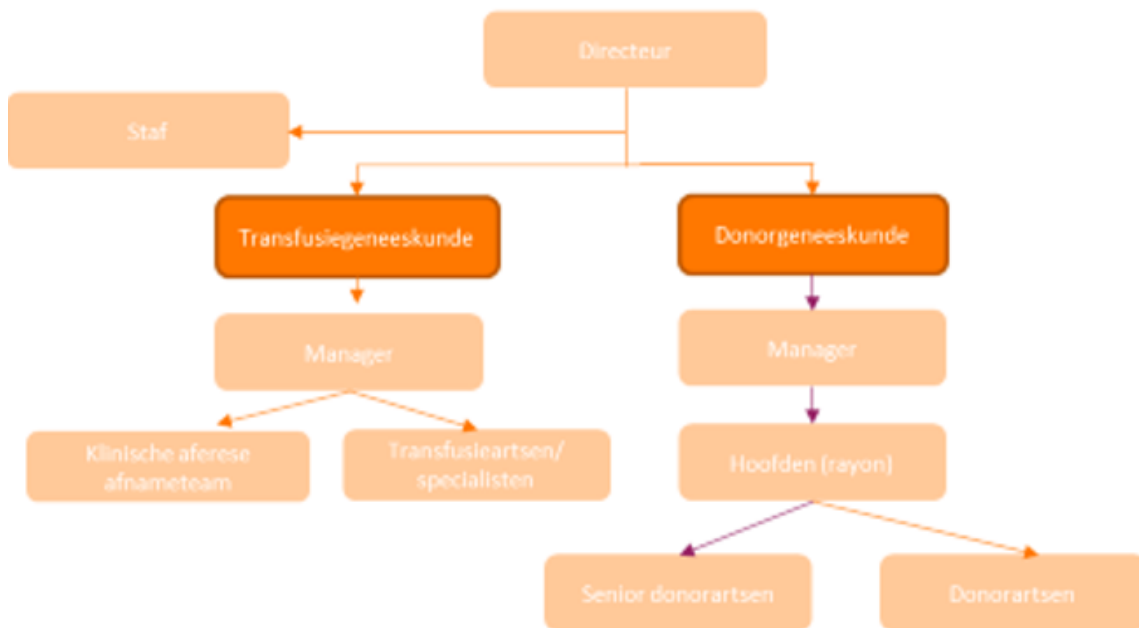 Directeur
Staf
Transfusiegeneeskunde
Donorgeneeskunde
Manager
Manager
Klinische aferese
afnameteam
Transfusieartsen/
specialisten
Hoofden (rayon)
Senior donorartsen
Donorartsen